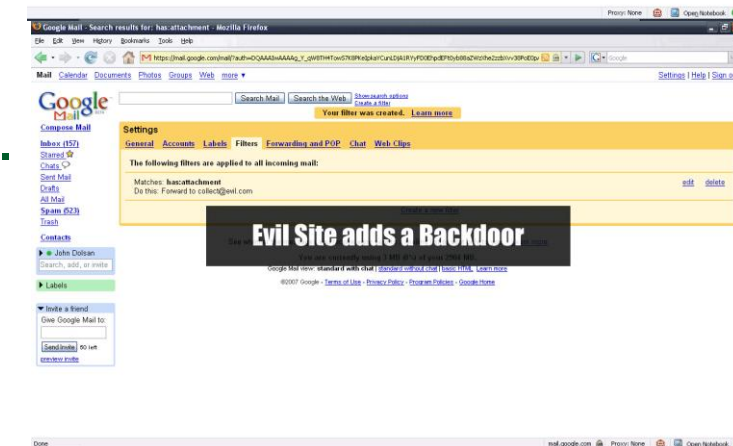 Proxy: None Open Notebook
Google Mail - Search results for: has:attachment - Mozilla Firefox
File Edit View History Bookmarks Tools Help
Google
Mail Calendar Documents Photos Groups Web more ▼
Settings | Help | Sign o
Google Mail
Search Mail Search the Web Show search options
Create a filter
Your filter was created. Learn more
Compose Mail
Inbox (157)
Starred
Chats
Sent Mail
Drafts
All Mail
Spam (523)
Trash
Contacts
John Dolsan
Search, add, or invite
Labels
Invite a friend
Give Google Mail to:
Send Invite 50 left
preview invite
Settings
General Accounts Labels Filters Forwarding and POP Chat Web Clips
The following filters are applied to all incoming mail:
Matches: has:attachment
Do this: Forward to collect@evil.com
edit delete
Create a new filter
Evil Site adds a Backdoor
Google Mail view: standard with chat | standard without chat | basic HTML Learn more
©2007 Google - Terms of Use - Privacy Policy - Program Policies - Google Home
Done
mail.google.com Proxy: None Open Notebook